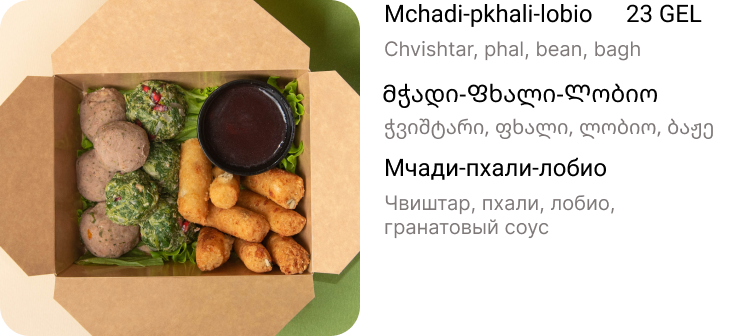 Mchadi-pkhali-lobio 23 GEL
Chvishtar, phal, bean, bagh
მჭადი-ფხალი-ლობიო
ჭვიშტარი, ფხალი, ლობიო, ბაჟე
Мчади-пхали-лобио
Чвиштар, пхали, лобио,
гранатовый соус